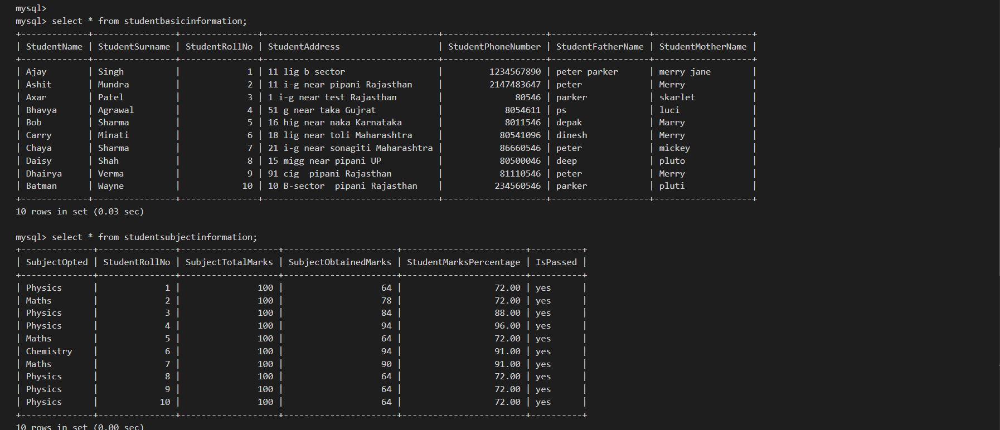 mysql>
mysql> select * from studentbasicinformation;
+-------------+----------------+---------------+----------------------------------+--------------------+-------------------+-------------------+
| StudentName | StudentSurname | StudentRollNo | StudentAddress                   | StudentPhoneNumber | StudentFatherName | StudentMotherName |
+-------------+----------------+---------------+----------------------------------+--------------------+-------------------+-------------------+
| Ajay        | Singh          |             1 | 11 lig b sector                  |         1234567890 | peter parker      | merry jane        |
| Ashit       | Mundra         |             2 | 11 i-g near pipani Rajasthan     |         2147483647 | peter             | Merry             |
| Axar        | Patel          |             3 | 1 i-g near test Rajasthan        |              80546 | parker            | skarlet           |
| Bhavya      | Agrawal        |             4 | 51 g near taka Gujrat            |            8054611 | ps                | luci              |
| Bob         | Sharma         |             5 | 16 hig near naka Karnataka       |            8011546 | depak             | Marry             |
| Carry       | Minati         |             6 | 18 lig near toli Maharashtra     |           80541096 | dinesh            | Merry             |
| Chaya       | Sharma         |             7 | 21 i-g near sonagiti Maharashtra |           86660546 | peter             | mickey            |
| Daisy       | Shah           |             8 | 15 migg near pipani UP           |           80500046 | deep              | pluto             |
| Dhairya     | Verma          |             9 | 91 cig  pipani Rajasthan         |           81110546 | peter             | Merry             |
| Batman      | Wayne          |            10 | 10 B-sector  pipani Rajasthan    |          234560546 | parker            | pluti             |
+-------------+----------------+---------------+----------------------------------+--------------------+-------------------+-------------------+
10 rows in set (0.03 sec)
mysql> select * from studentsubjectinformation;
+--------------+---------------+-------------------+----------------------+------------------------+----------+
| SubjectOpted | StudentRollNo | SubjectTotalMarks | SubjectObtainedMarks | StudentMarksPercentage | IsPassed |
+--------------+---------------+-------------------+----------------------+------------------------+----------+
| Physics      |             1 |               100 |                   64 |                  72.00 | yes      |
| Maths        |             2 |               100 |                   78 |                  72.00 | yes      |
| Physics      |             3 |               100 |                   84 |                  88.00 | yes      |
| Physics      |             4 |               100 |                   94 |                  96.00 | yes      |
| Maths        |             5 |               100 |                   64 |                  72.00 | yes      |
| Chemistry    |             6 |               100 |                   94 |                  91.00 | yes      |
| Maths        |             7 |               100 |                   90 |                  91.00 | yes      |
| Physics      |             8 |               100 |                   64 |                  72.00 | yes      |
| Physics      |             9 |               100 |                   64 |                  72.00 | yes      |
| Physics      |            10 |               100 |                   64 |                  72.00 | yes      |
+--------------+---------------+-------------------+----------------------+------------------------+----------+
10 rows in set (0.00 sec)